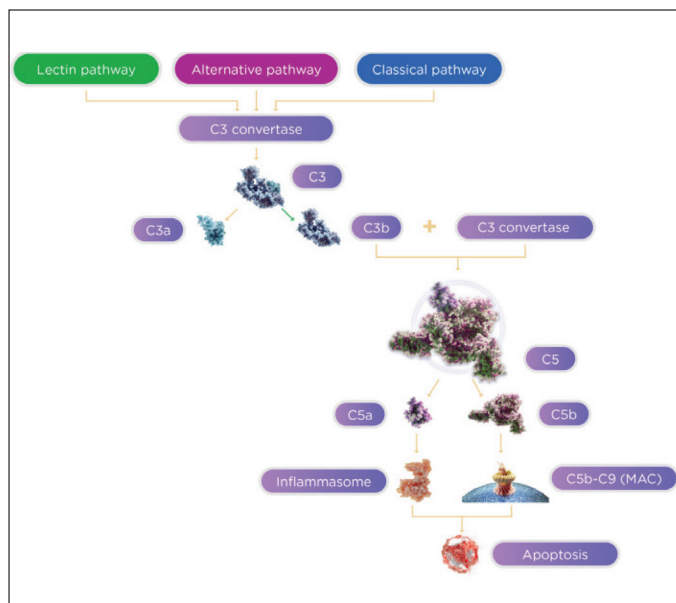 Lectin pathway
Alternative pathway
Classical pathway
C3 convertase
C3
C3a
C3b
+
C3 convertase
C5
C5a
C5b
Inflammasome
C5b-C9 (MAC)
Apoptosis